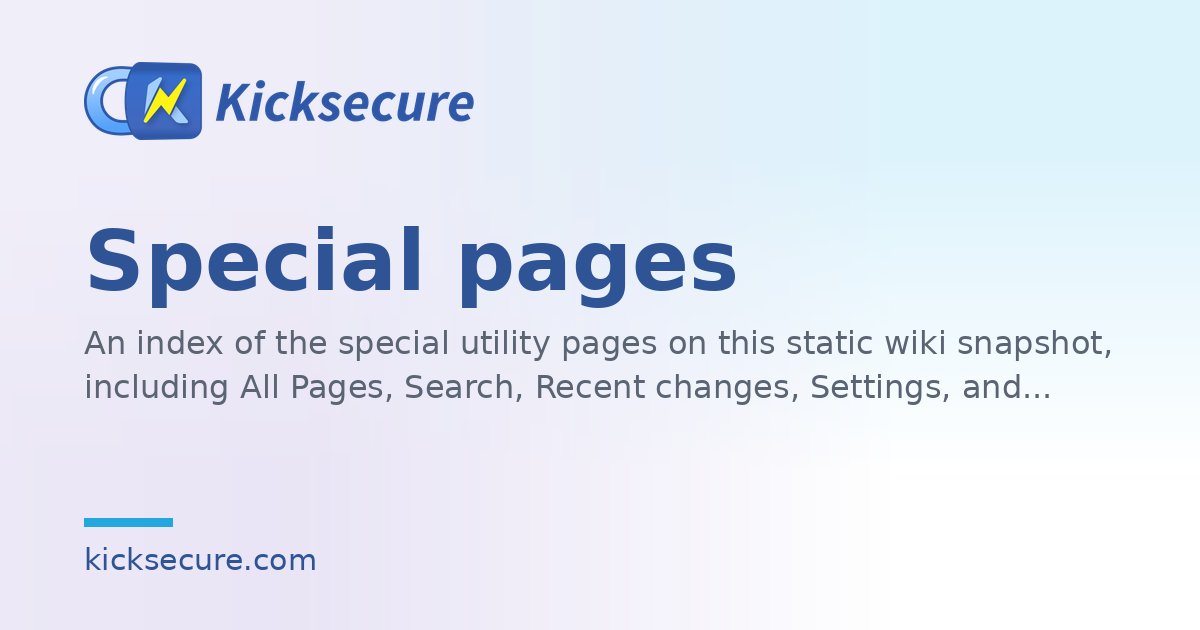 Kicksecure
Special pages
An index of the special utility pages on this static wiki snapshot,
including All Pages, Search, Recent changes, Settings, and...
kicksecure.com